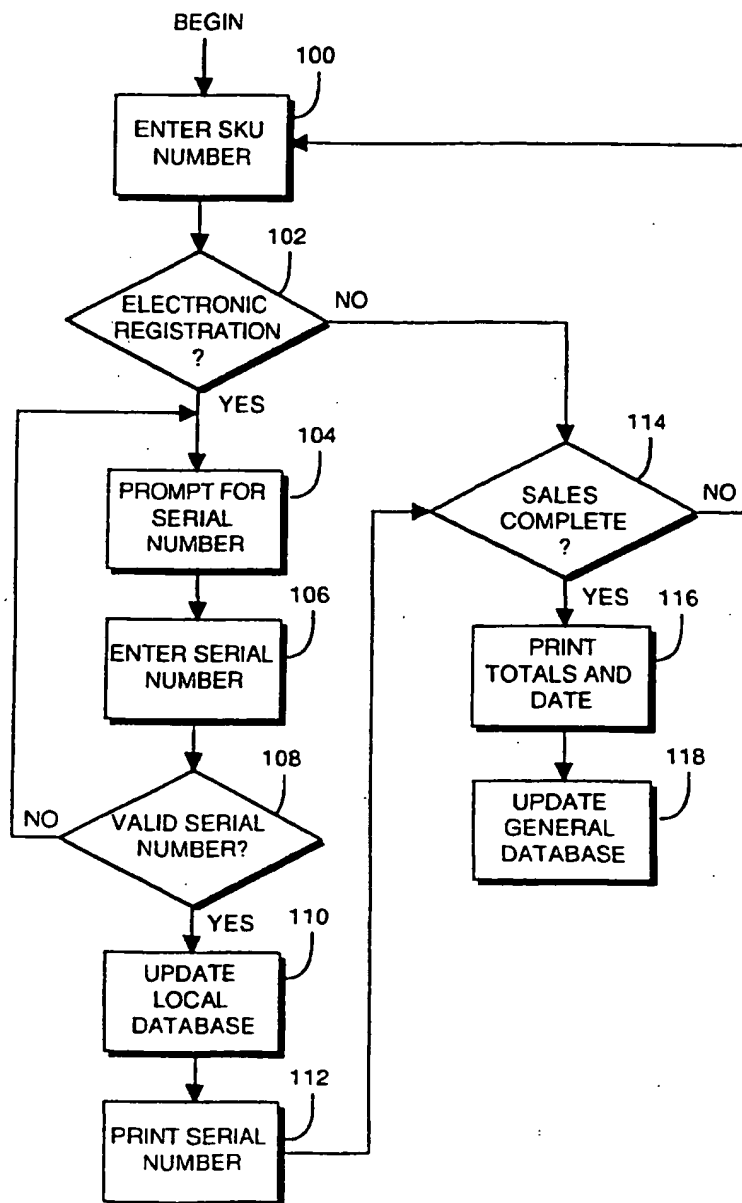 BEGIN
100
ENTER SKU
NUMBER
102
ELECTRONIC
REGISTRATION
?
NO
YES
104
PROMPT FOR
SERIAL
NUMBER
106
ENTER SERIAL
NUMBER
108
VALID SERIAL
NUMBER?
NO
YES
110
UPDATE
LOCAL
DATABASE
112
PRINT SERIAL
NUMBER
114
SALES
COMPLETE
?
NO
YES
116
PRINT
TOTALS AND
DATE
118
UPDATE
GENERAL
DATABASE